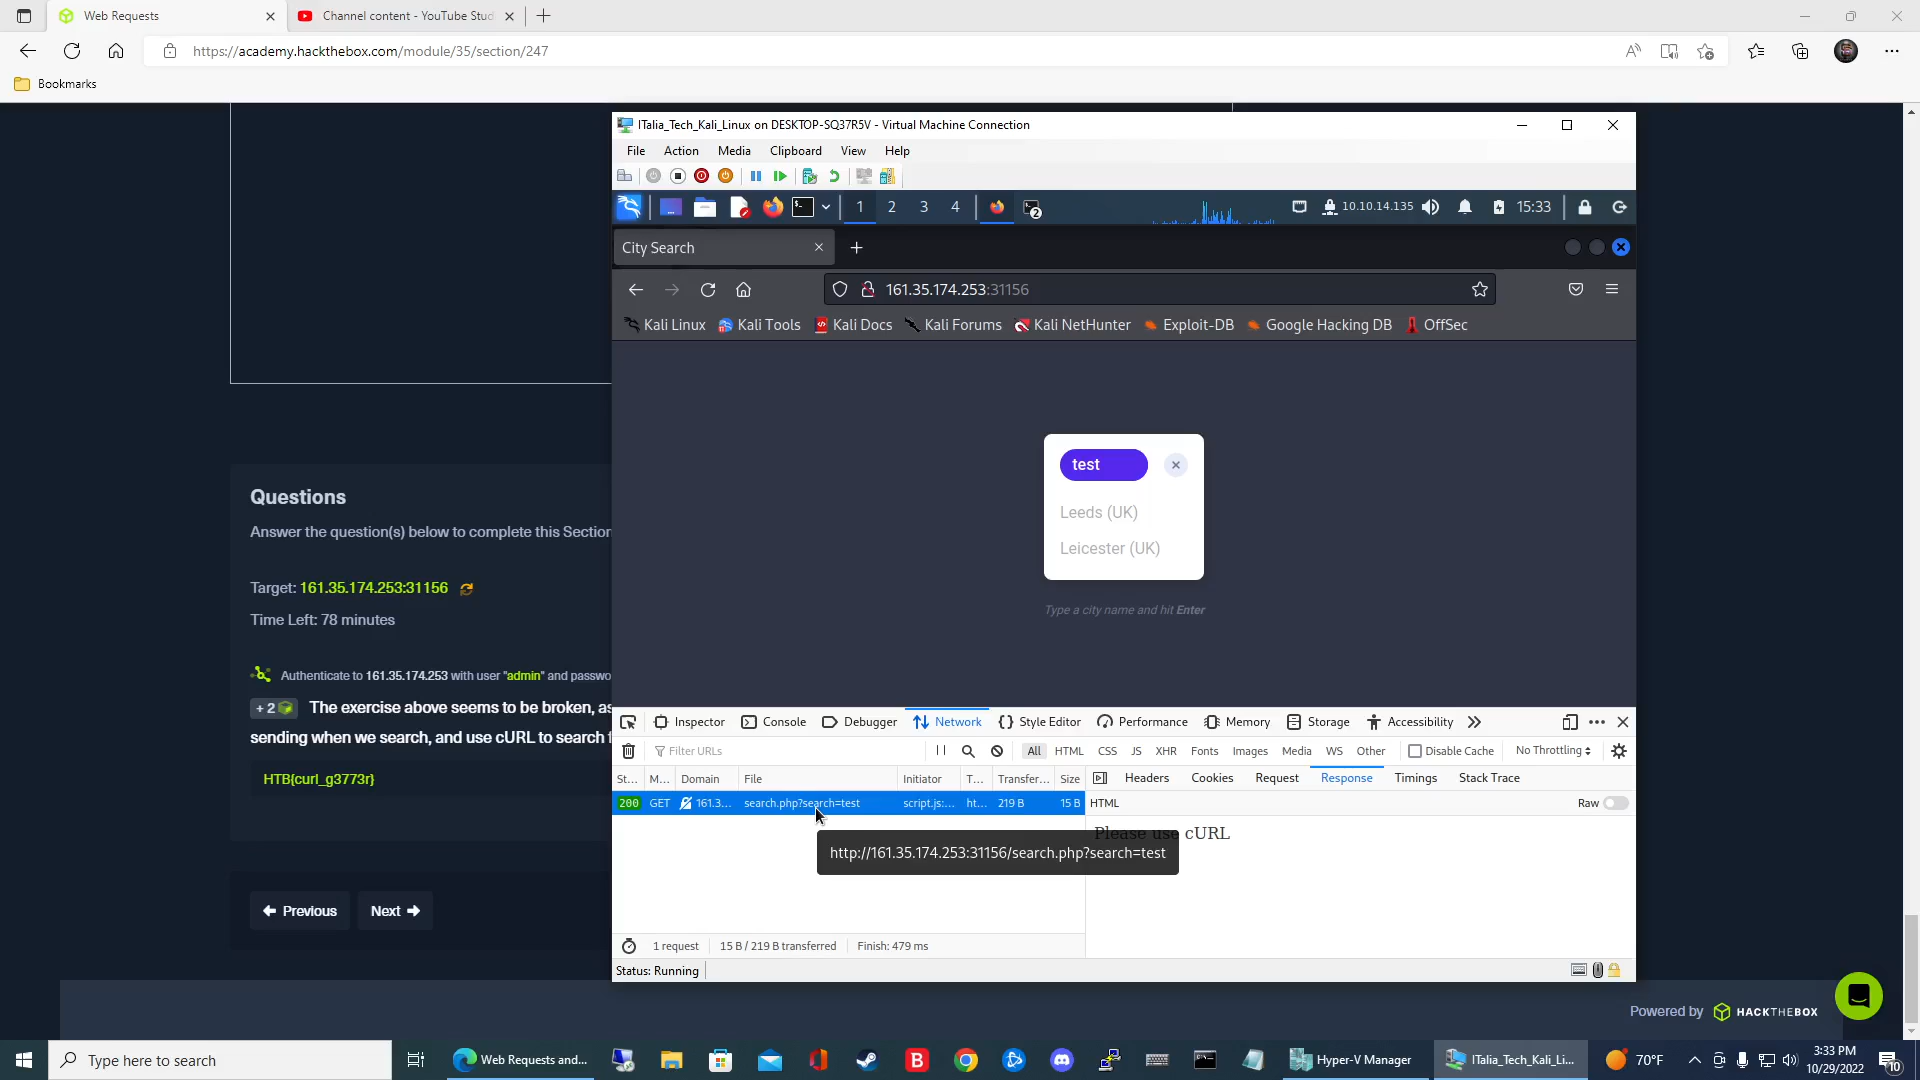 Web Requests
Channel content - YouTube Stud
https://academy.hackthebox.com/module/35/section/247
Bookmarks
ITalia_Tech_Kali_Linux on DESKTOP-SQ37R5V - Virtual Machine Connection
File Action Media Clipboard View Help
1 2 3 4
2
10.10.14.135
15:33
City Search
161.35.174.253:31156
Kali Linux Kali Tools Kali Docs Kali Forums Kali NetHunter Exploit-DB Google Hacking DB OffSec
test
Leeds (UK)
Leicester (UK)
Type a city name and hit Enter
Questions
Answer the question(s) below to complete this Section
Target: 161.35.174.253:31156
Time Left: 78 minutes
Authenticate to 161.35.174.253 with user "admin" and passwo
+ 2 The exercise above seems to be broken, as
sending when we search, and use cURL to search f
HTB{curl_g3773r}
Previous Next
Inspector Console Debugger Network Style Editor Performance Memory Storage Accessibility
Filter URLs All HTML CSS JS XHR Fonts Images Media WS Other Disable Cache No Throttling
St... M... Domain File Initiator T... Transfer... Size
Headers Cookies Request Response Timings Stack Trace
200 GET 161.3... search.php?search=test script.js:... ht... 219 B 15 B
HTML Raw
Please use cURL
http://161.35.174.253:31156/search.php?search=test
1 request 15 B / 219 B transferred Finish: 479 ms
Status: Running
Powered by HACKTHEBOX
Type here to search
Web Requests and...
Hyper-V Manager
ITalia_Tech_Kali_Li...
70°F
3:33 PM
10/29/2022
10